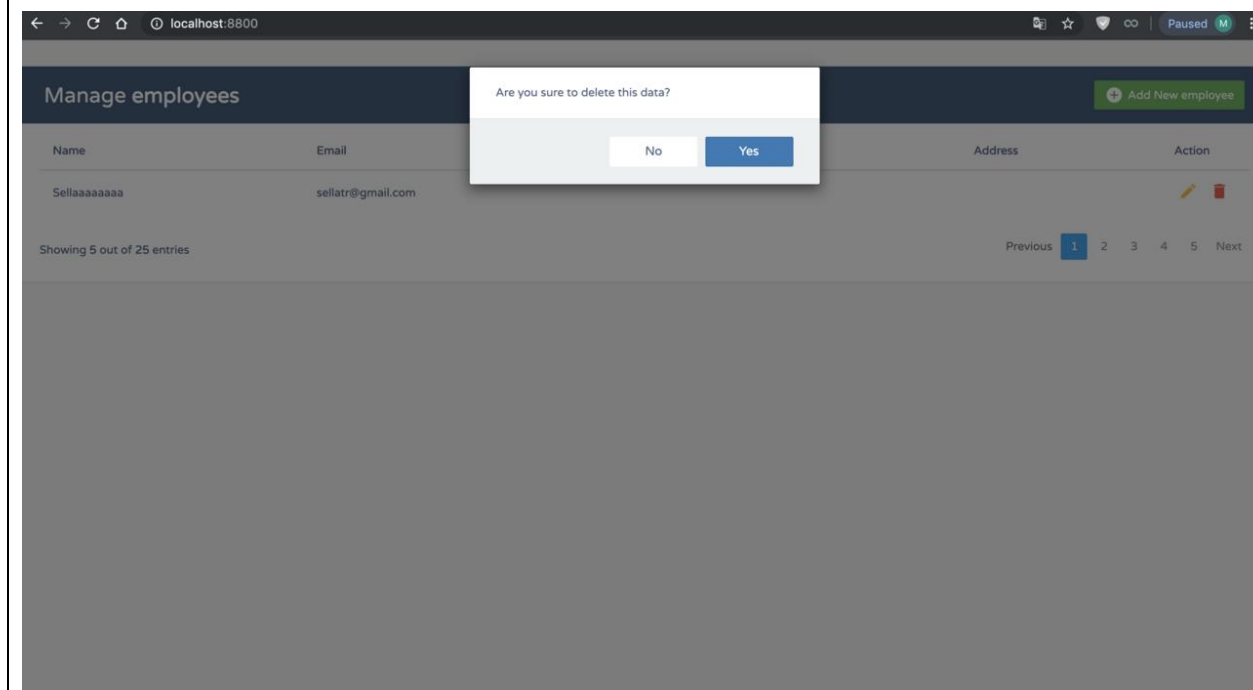 localhost:8800
Paused M
Manage employees
Add New employee
Are you sure to delete this data?
No Yes
Name Email Address Action
Sellaaaaaaaa sellatr@gmail.com
Showing 5 out of 25 entries
Previous 1 2 3 4 5 Next